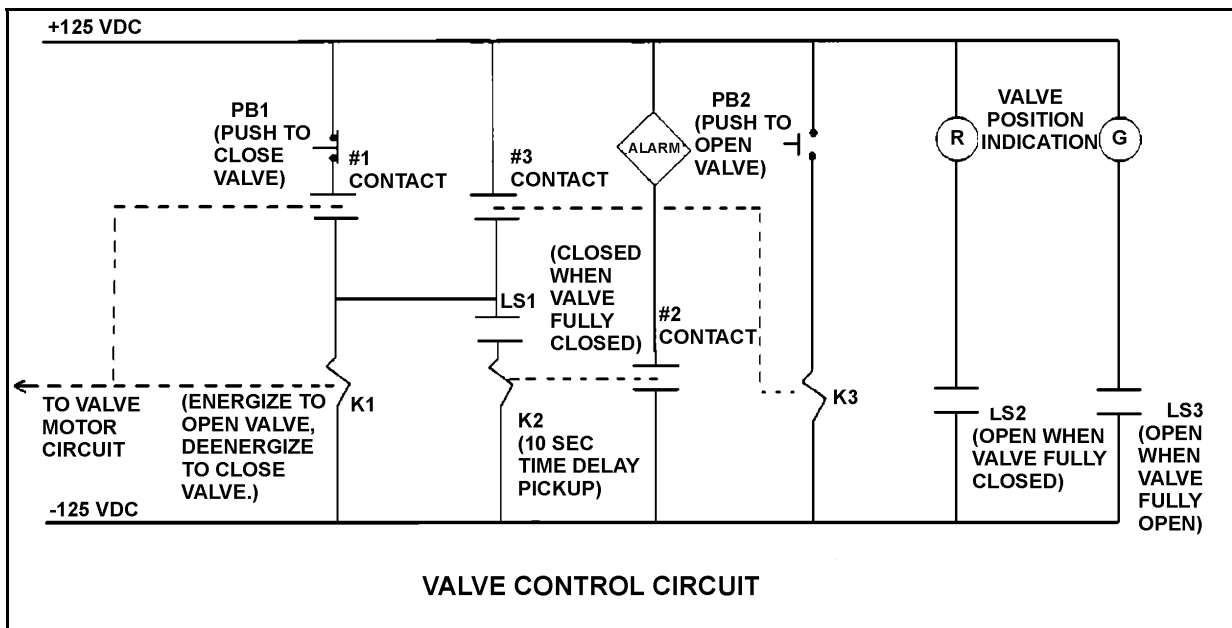 +125 VDC
PB1
(PUSH TO
CLOSE
VALVE)
#1
CONTACT
#3
CONTACT
ALARM
PB2
(PUSH TO
OPEN
VALVE)
R
VALVE
POSITION
INDICATION
G
LS1
(CLOSED
WHEN
VALVE
FULLY
CLOSED)
#2
CONTACT
TO VALVE
MOTOR
CIRCUIT
(ENERGIZE TO
OPEN VALVE,
DEENERGIZE
TO CLOSE
VALVE.)
K1
K2
(10 SEC
TIME DELAY
PICKUP)
K3
LS2
(OPEN WHEN
VALVE FULLY
CLOSED)
LS3
(OPEN
WHEN
VALVE
FULLY
OPEN)
-125 VDC
VALVE CONTROL CIRCUIT